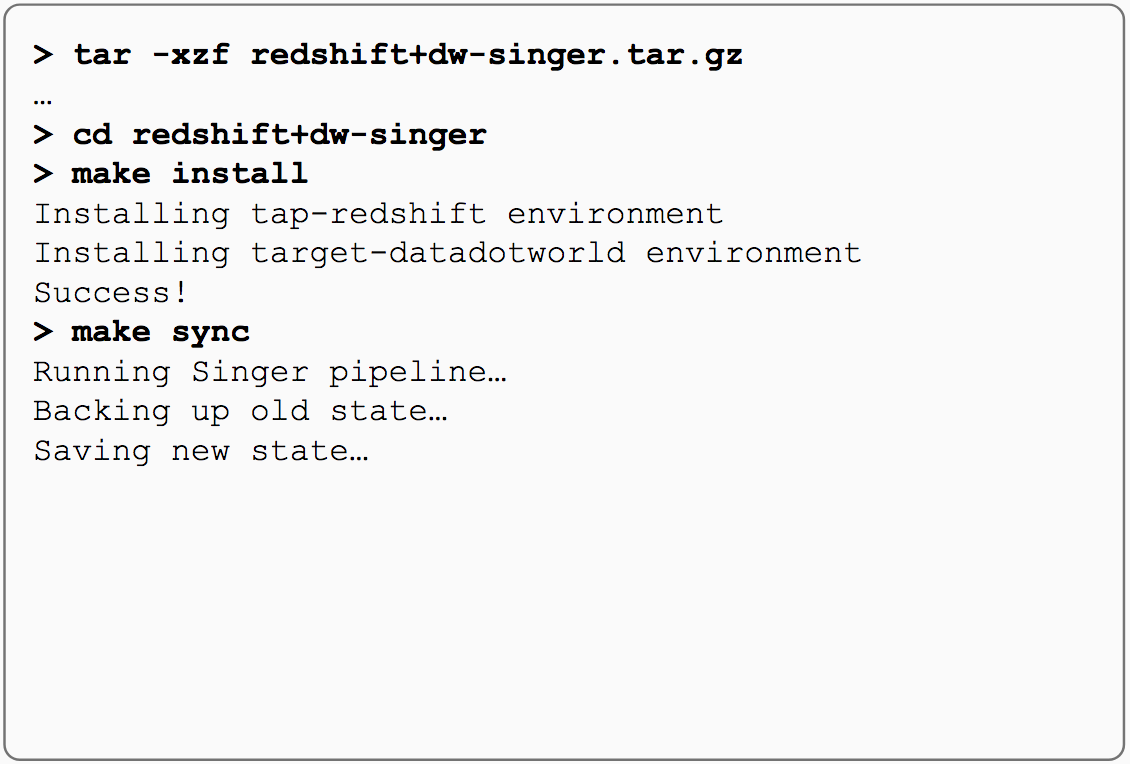 > tar -xzf redshift+dw-singer.tar.gz
…
> cd redshift+dw-singer
> make install
Installing tap-redshift environment
Installing target-datadotworld environment
Success!
> make sync
Running Singer pipeline…
Backing up old state…
Saving new state…